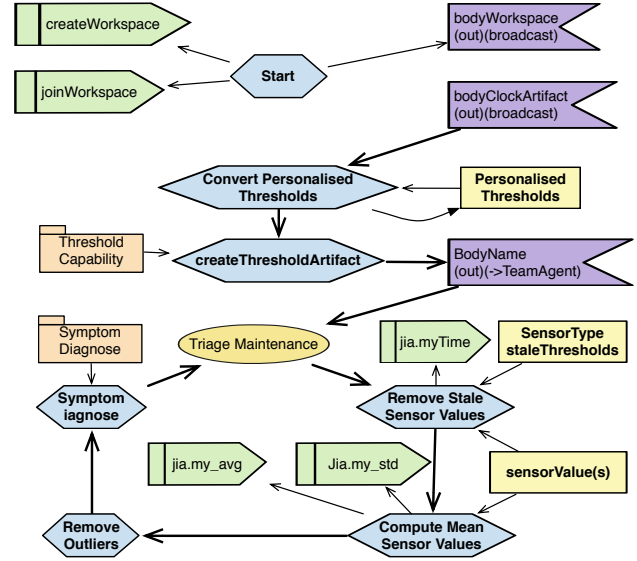 createWorkspace
bodyWorkspace
(out)(broadcast)
Start
joinWorkspace
bodyClockArtifact
(out)(broadcast)
Convert Personalised
Thresholds
Personalised
Thresholds
Threshold
Capability
createThresholdArtifact
BodyName
(out)(->TeamAgent)
Symptom
Diagnose
Triage Maintenance
jia.myTime
SensorType
staleThresholds
Symptom
iagnose
Remove Stale
Sensor Values
jia.my_avg
Jia.my_std
sensorValue(s)
Remove
Outliers
Compute Mean
Sensor Values